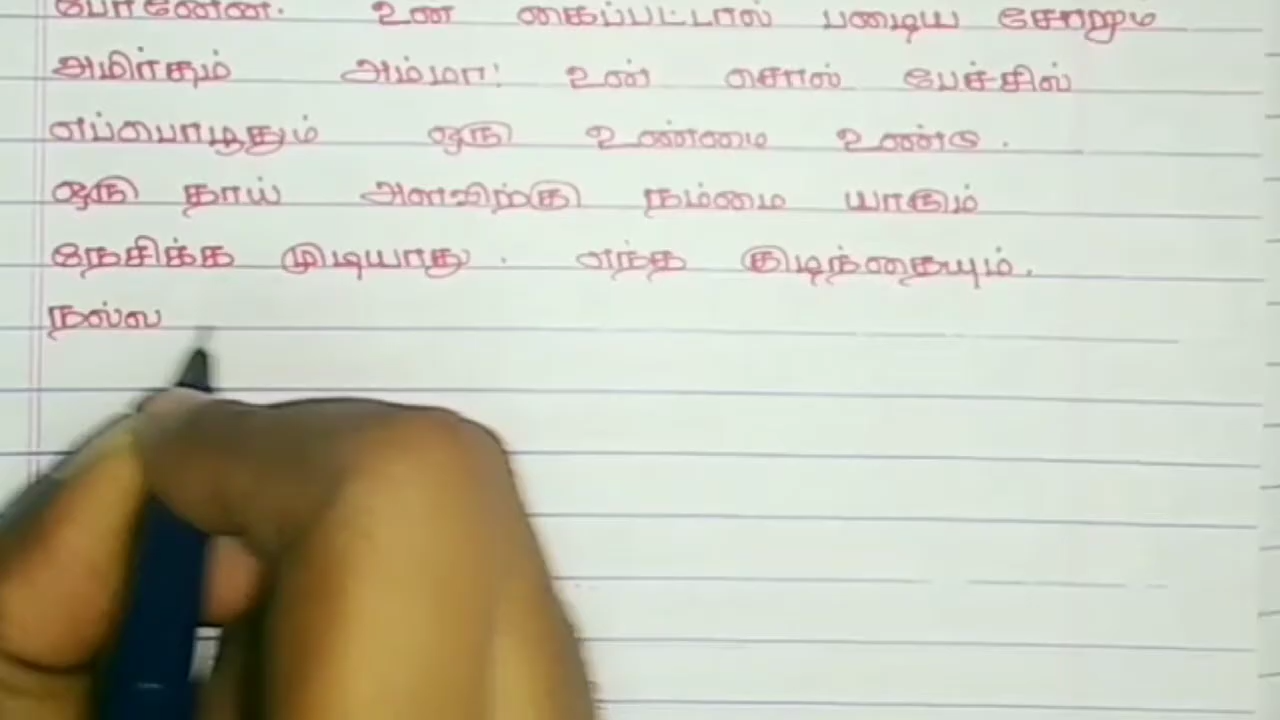 போனேன். உன் கைப்பட்டால் பழைய சோறும்
அமிர்தம் அம்மா! உன் சொல் பேச்சில்
எப்பொழுதும் ஒரு உண்மை உண்டு.
ஒரு தாய் அளவிற்கு நம்மை யாரும்
நேசிக்க முடியாது. எந்த குழந்தையும்.
நல்ல